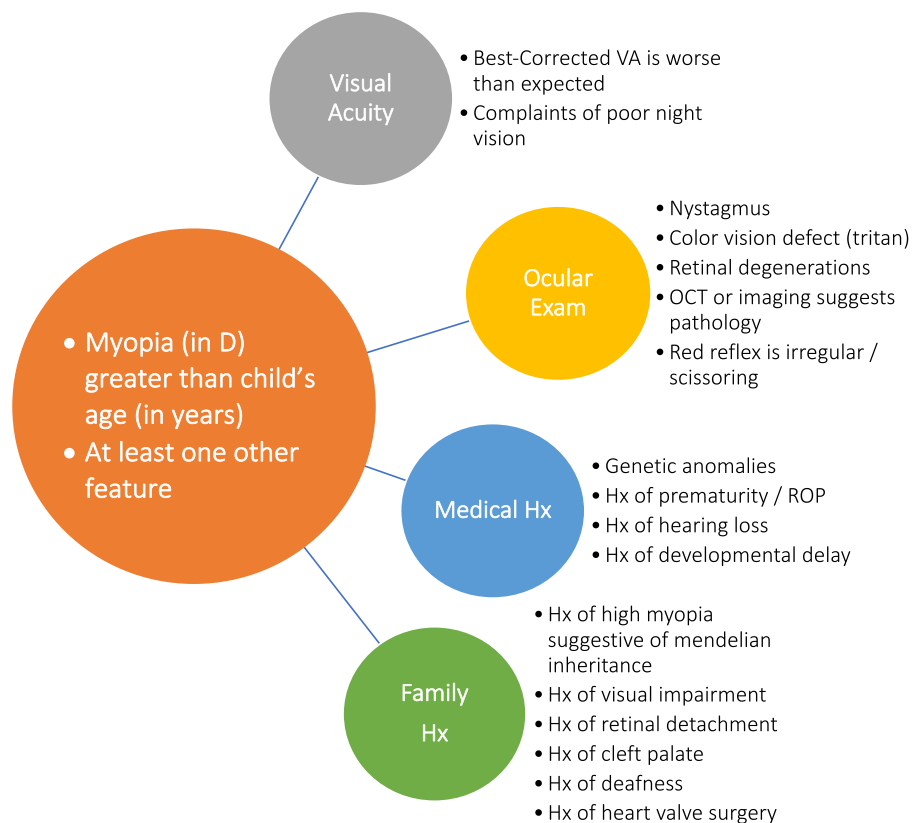 Visual
Acuity
• Best-Corrected VA is worse
than expected
• Complaints of poor night
vision
Ocular
Exam
• Nystagmus
• Color vision defect (tritan)
• Retinal degenerations
• OCT or imaging suggests
pathology
• Red reflex is irregular /
scissoring
• Myopia (in D)
greater than child’s
age (in years)
• At least one other
feature
Medical Hx
• Genetic anomalies
• Hx of prematurity / ROP
• Hx of hearing loss
• Hx of developmental delay
Family
Hx
• Hx of high myopia
suggestive of mendelian
inheritance
• Hx of visual impairment
• Hx of retinal detachment
• Hx of cleft palate
• Hx of deafness
• Hx of heart valve surgery